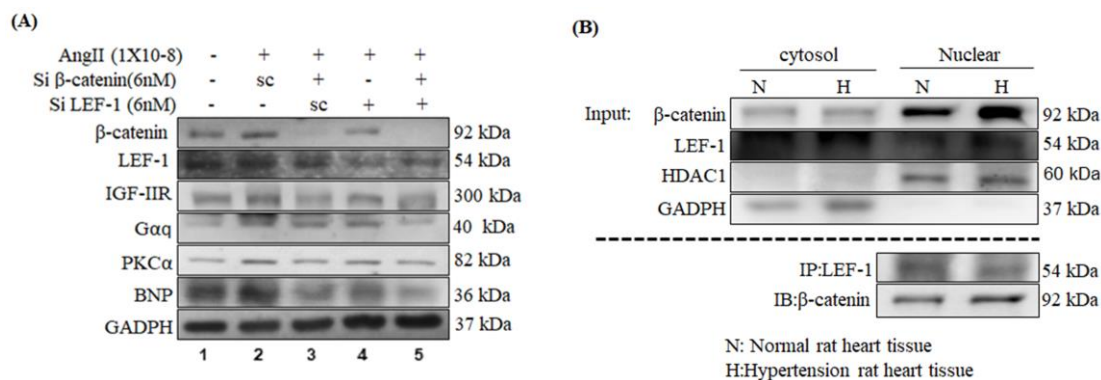 (A)
AngII (1X10-8) - + + + +
Si β-catenin(6nM) - sc + - +
Si LEF-1 (6nM) - - sc + +
β-catenin 92 kDa
LEF-1 54 kDa
IGF-IIR 300 kDa
Gαq 40 kDa
PKCα 82 kDa
BNP 36 kDa
GADPH 37 kDa
1 2 3 4 5
(B)
cytosol Nuclear
N H N H
Input: β-catenin 92 kDa
LEF-1 54 kDa
HDAC1 60 kDa
GADPH 37 kDa
IP:LEF-1 54 kDa
IB:β-catenin 92 kDa
N: Normal rat heart tissue
H:Hypertension rat heart tissue